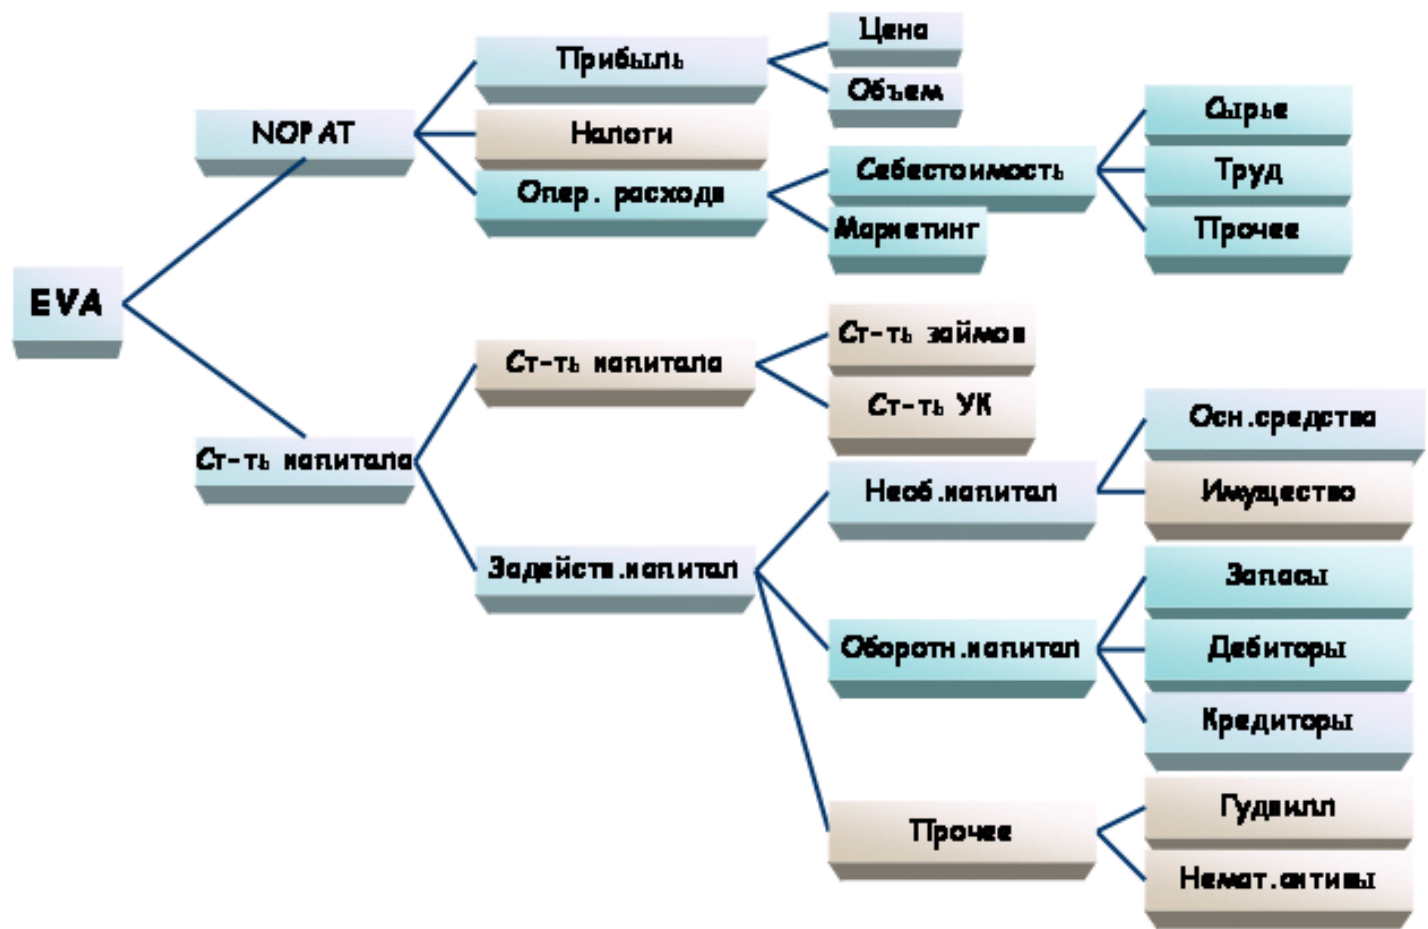 EVA
NOPAT
Прибыль
Цена
Объем
Налоги
Опер. расхода
Себестоимость
Сырье
Труд
Прочее
Маркетинг
Ст-ть капитала
Ст-ть капитала
Ст-ть займов
Ст-ть УК
Задейств.капитал
Необ.капитал
Осн.средства
Имущество
Оборотн.капитал
Запасы
Дебиторы
Кредиторы
Прочее
Гудвилл
Немат.активы